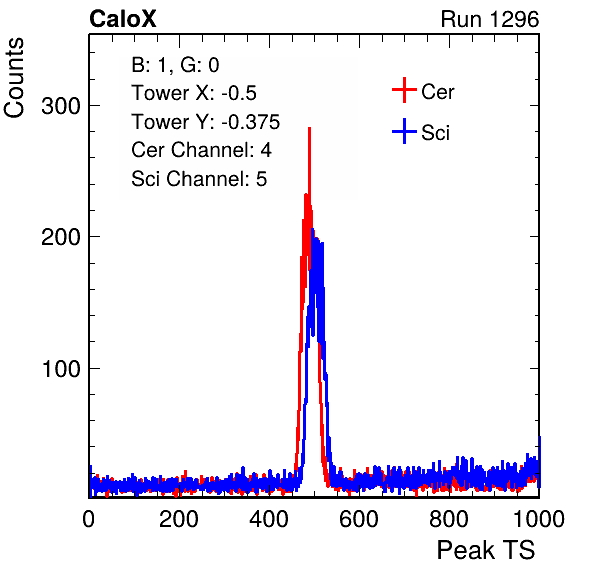 CaloX Run 1296
Counts
B: 1, G: 0
Tower X: -0.5
Tower Y: -0.375
Cer Channel: 4
Sci Channel: 5
Cer
Sci
300
200
100
0 200 400 600 800 1000
Peak TS